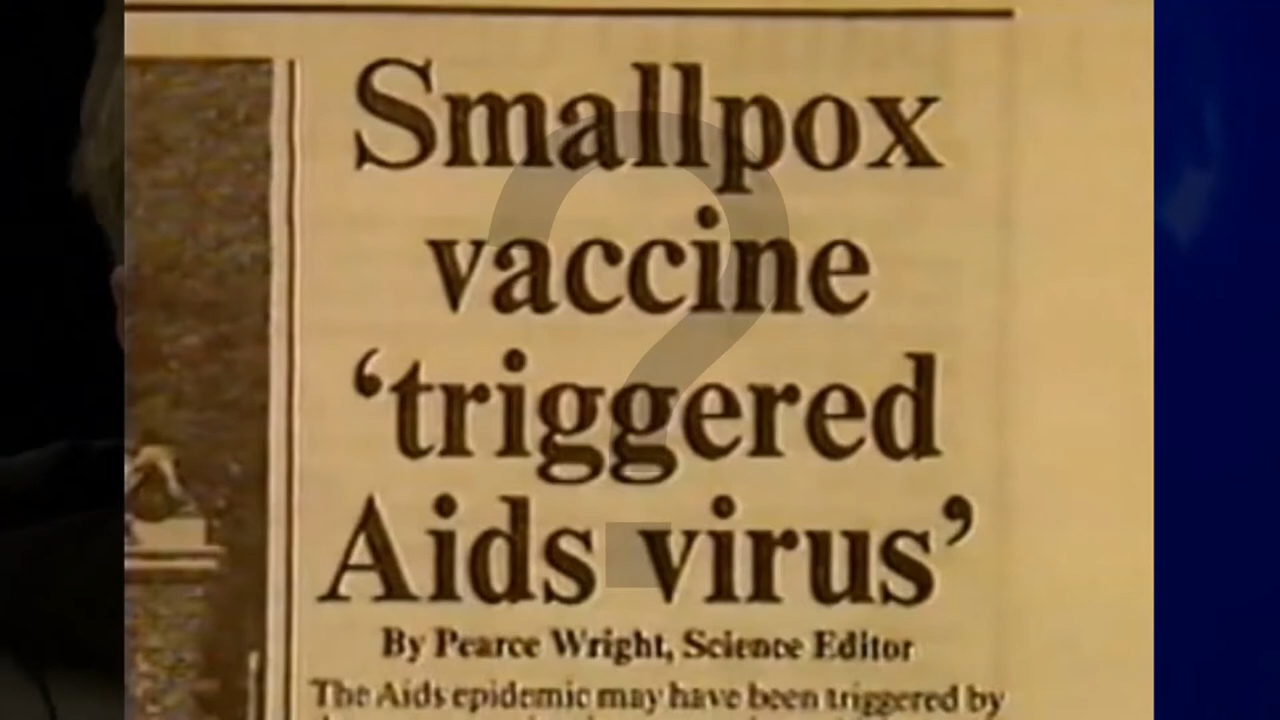 Smallpox
vaccine
‘triggered
Aids virus’
By Pearce Wright, Science Editor
The Aids epidemic may have been triggered by
?